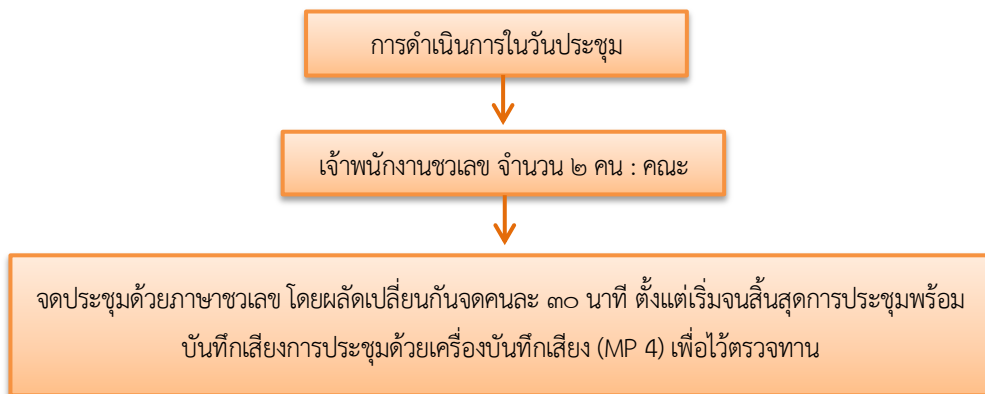 การดำเนินการในวันประชุม
เจ้าพนักงานชวเลข จำนวน ๒ คน : คณะ
จดประชุมด้วยภาษาชวเลข โดยผลัดเปลี่ยนกันจดคนละ ๓๐ นาที ตั้งแต่เริ่มจนสิ้นสุดการประชุมพร้อม
บันทึกเสียงการประชุมด้วยเครื่องบันทึกเสียง (MP 4) เพื่อไว้ตรวจทาน